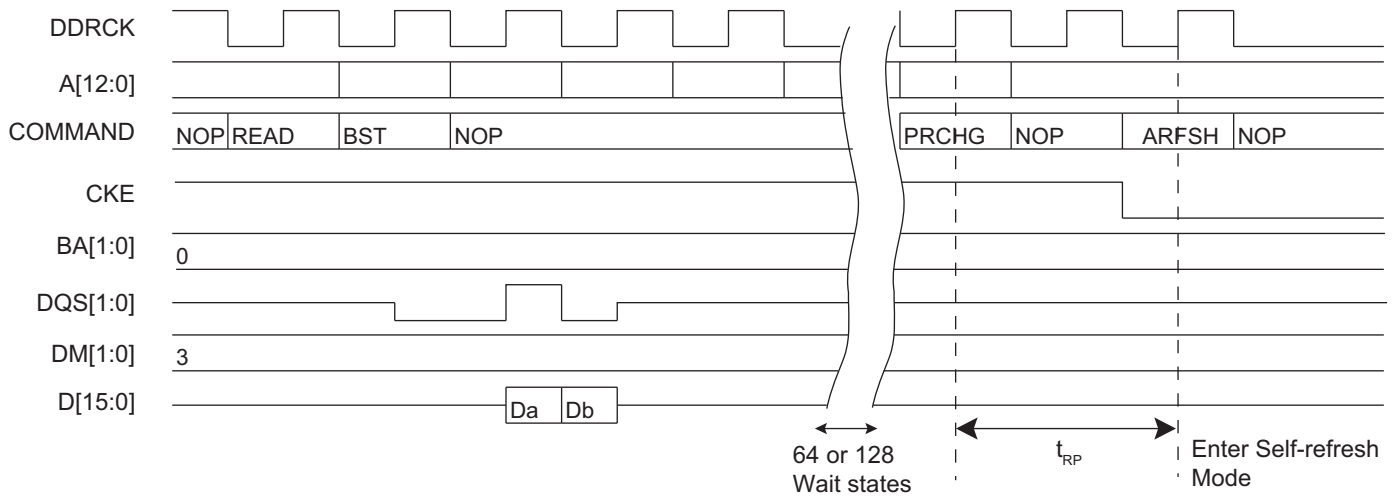 DDRCK
A[12:0]
COMMAND NOP READ BST NOP PRCHG NOP ARFSH NOP
CKE
BA[1:0] 0
DQS[1:0]
DM[1:0] 3
D[15:0] Da Db
64 or 128
Wait states
tRP
Enter Self-refresh
Mode